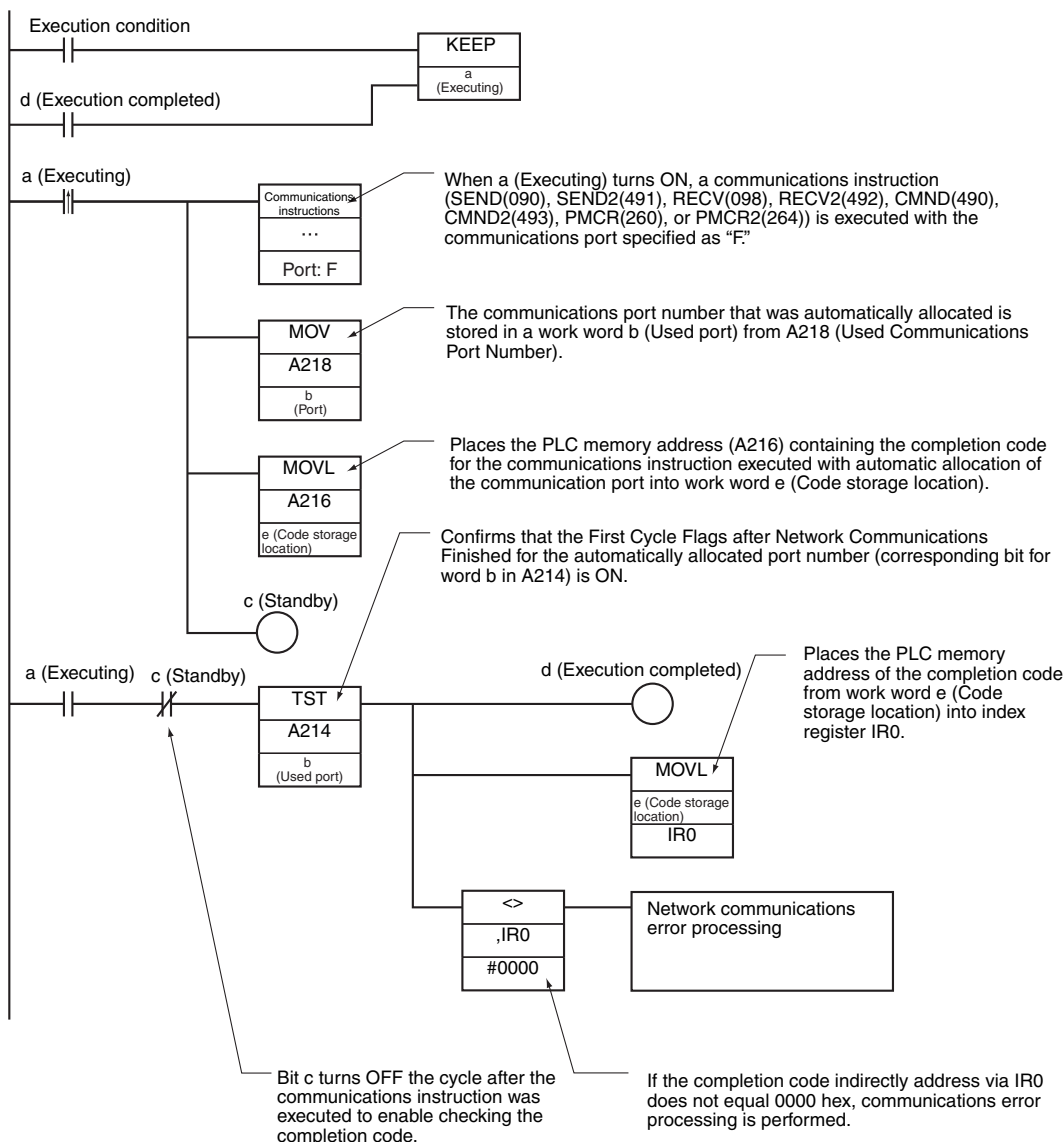 Execution condition
KEEP
a
(Executing)
d (Execution completed)
a (Executing)
Communications
instructions
…
Port: F
When a (Executing) turns ON, a communications instruction
(SEND(090), SEND2(491), RECV(098), RECV2(492), CMND(490),
CMND2(493), PMCR(260), or PMCR2(264)) is executed with the
communications port specified as “F.”
MOV
A218
b
(Port)
The communications port number that was automatically allocated is
stored in a work word b (Used port) from A218 (Used Communications
Port Number).
MOVL
A216
e (Code storage
location)
Places the PLC memory address (A216) containing the completion code
for the communications instruction executed with automatic allocation of
the communication port into work word e (Code storage location).
Confirms that the First Cycle Flags after Network Communications
Finished for the automatically allocated port number (corresponding bit for
word b in A214) is ON.
c (Standby)
a (Executing)
c (Standby)
TST
A214
b
(Used port)
d (Execution completed)
Places the PLC memory
address of the completion code
from work word e (Code
storage location) into index
register IR0.
MOVL
e (Code storage
location)
IR0
<>
,IR0
#0000
Network communications
error processing
Bit c turns OFF the cycle after the
communications instruction was
executed to enable checking the
completion code.
If the completion code indirectly address via IR0
does not equal 0000 hex, communications error
processing is performed.